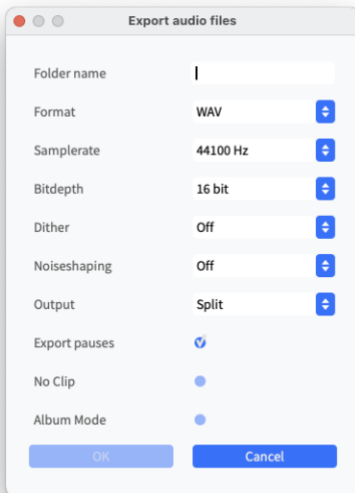 Export audio files
Folder name
Format WAV
Samplerate 44100 Hz
Bitdepth 16 bit
Dither Off
Noiseshaping Off
Output Split
Export pauses
No Clip
Album Mode
OK Cancel